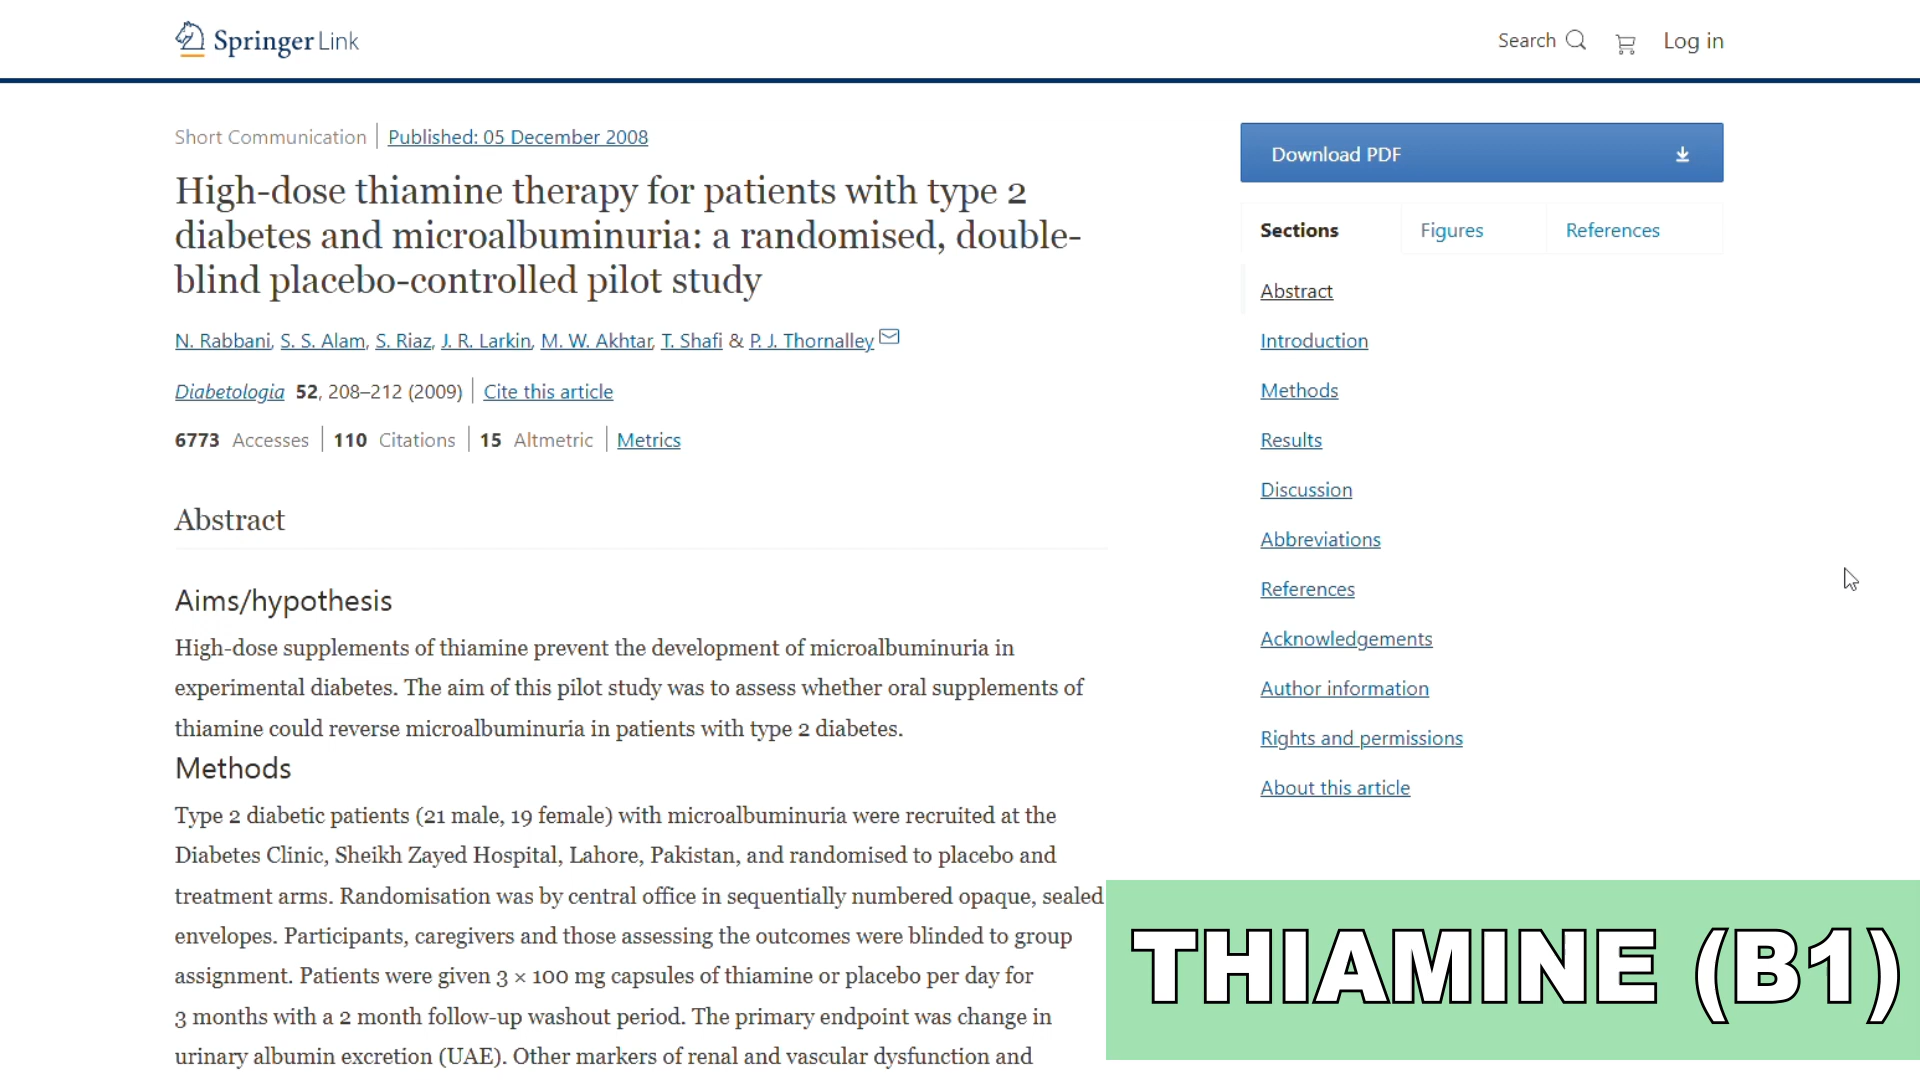 Springer Link
Search
Log in
Short Communication
Published: 05 December 2008
High-dose thiamine therapy for patients with type 2
diabetes and microalbuminuria: a randomised, double-
blind placebo-controlled pilot study
N. Rabbani, S. S. Alam, S. Riaz, J. R. Larkin, M. W. Akhtar, T. Shafi & P. J. Thornalley
Diabetologia 52, 208–212 (2009)
Cite this article
6773 Accesses
110 Citations
15 Altmetric
Metrics
Abstract
Aims/hypothesis
High-dose supplements of thiamine prevent the development of microalbuminuria in
experimental diabetes. The aim of this pilot study was to assess whether oral supplements of
thiamine could reverse microalbuminuria in patients with type 2 diabetes.
Methods
Type 2 diabetic patients (21 male, 19 female) with microalbuminuria were recruited at the
Diabetes Clinic, Sheikh Zayed Hospital, Lahore, Pakistan, and randomised to placebo and
treatment arms. Randomisation was by central office in sequentially numbered opaque, sealed
envelopes. Participants, caregivers and those assessing the outcomes were blinded to group
assignment. Patients were given 3 × 100 mg capsules of thiamine or placebo per day for
3 months with a 2 month follow-up washout period. The primary endpoint was change in
urinary albumin excretion (UAE). Other markers of renal and vascular dysfunction and
Download PDF
Sections
Figures
References
Abstract
Introduction
Methods
Results
Discussion
Abbreviations
References
Acknowledgements
Author information
Rights and permissions
About this article
THIAMINE (B1)